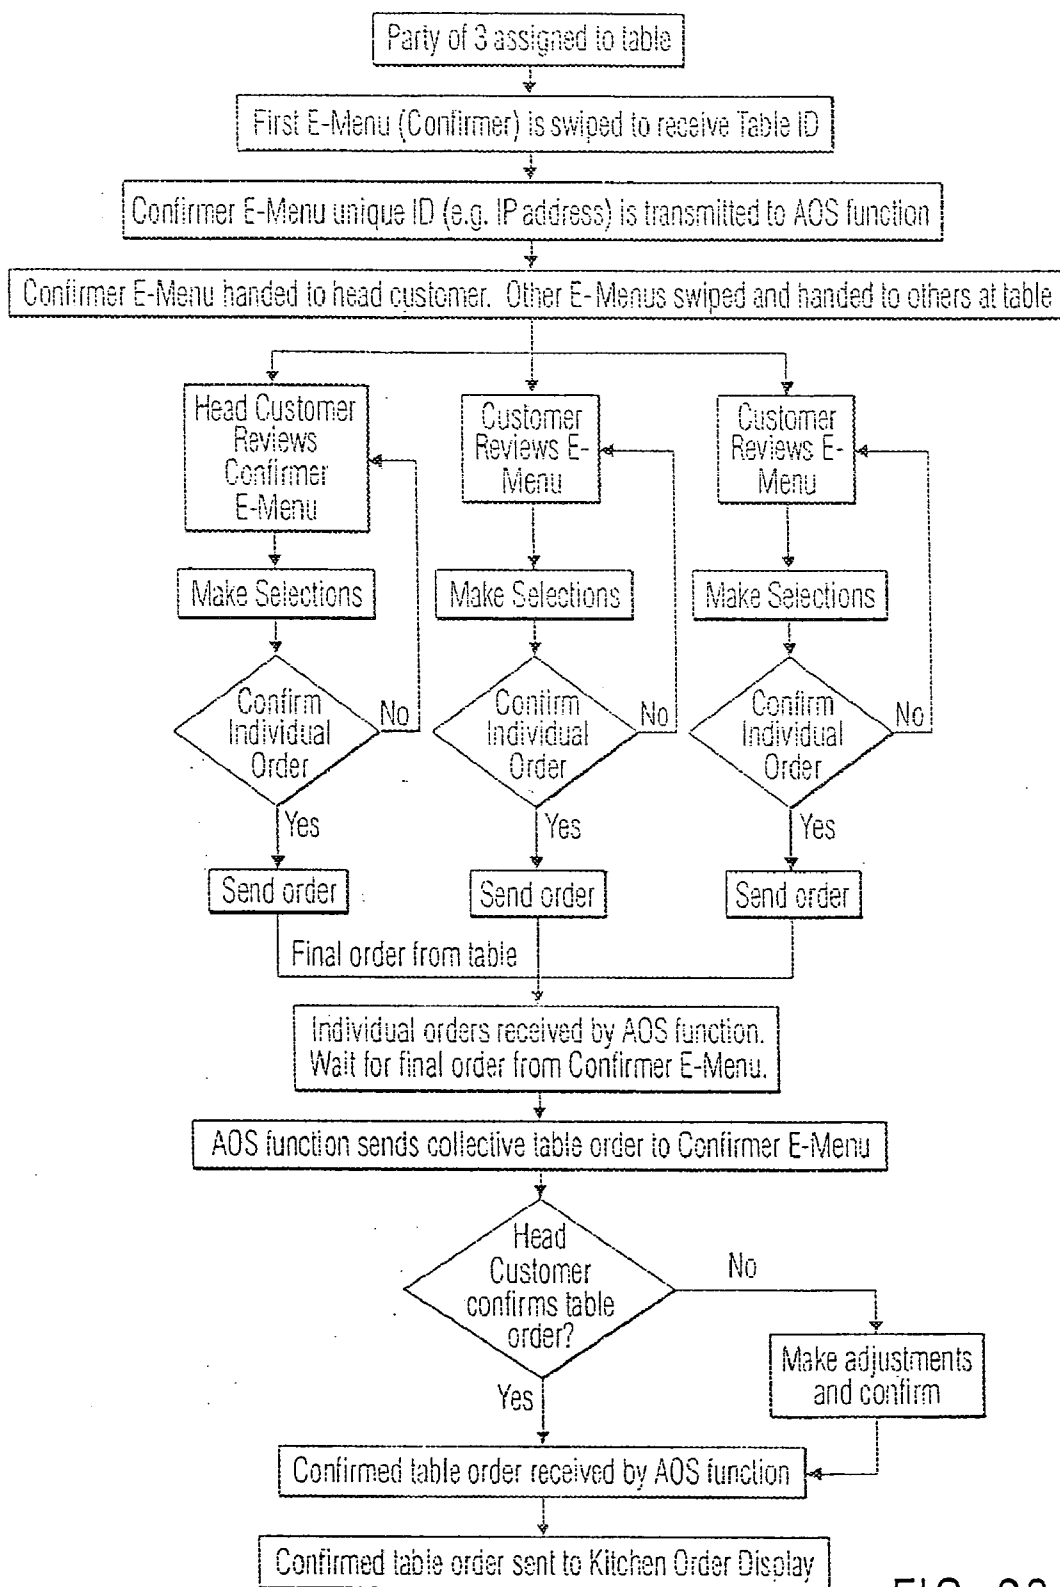 Party of 3 assigned to table
First E-Menu (Confirmer) is swiped to receive Table ID
Confirmer E-Menu unique ID (e.g. IP address) is transmitted to AOS function
Confirmer E-Menu handed to head customer. Other E-Menus swiped and handed to others at table
Head Customer
Reviews
Confirmer
E-Menu
Customer
Reviews E-
Menu
Customer
Reviews E-
Menu
Make Selections
Make Selections
Make Selections
Confirm
Individual
Order
No
Confirm
Individual
Order
No
Confirm
Individual
Order
No
Yes
Yes
Yes
Send order
Send order
Send order
Final order from table
Individual orders received by AOS function.
Wait for final order from Confirmer E-Menu.
AOS function sends collective table order to Confirmer E-Menu
Head
Customer
confirms table
order?
No
Make adjustments
and confirm
Yes
Confirmed table order received by AOS function
Confirmed table order sent to Kitchen Order Display